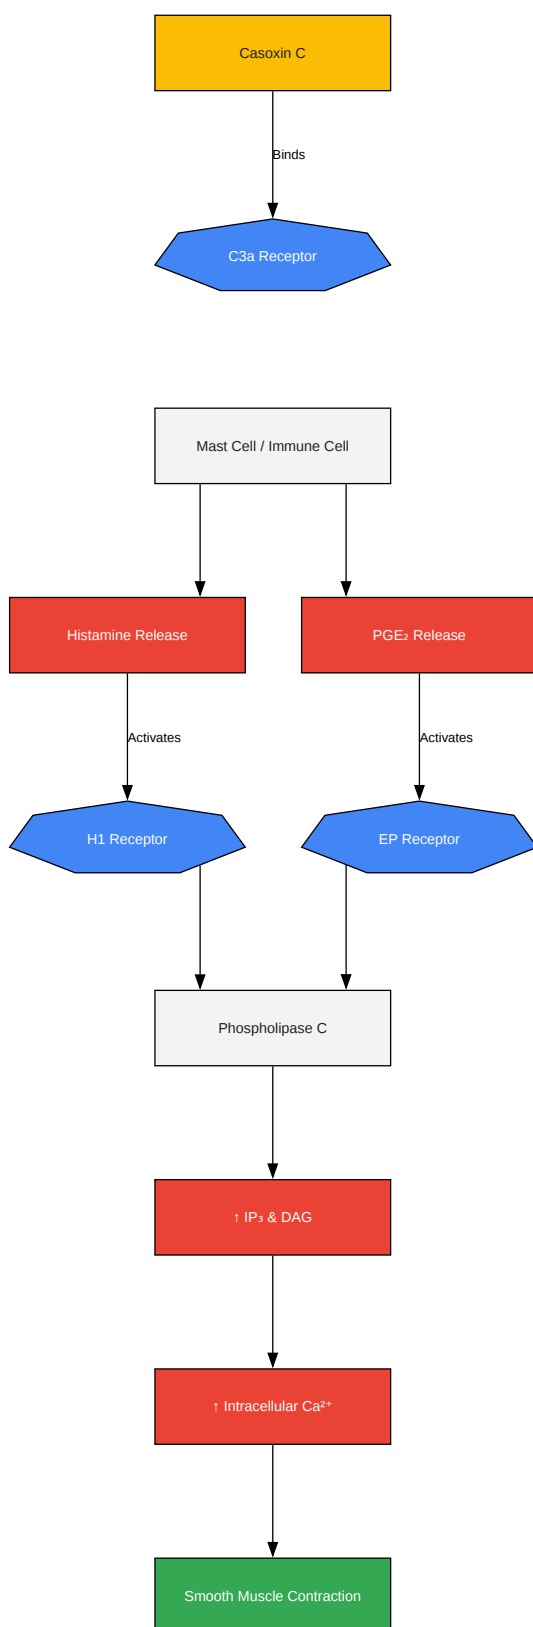 Casoxin C
Binds
C3a Receptor
Mast Cell / Immune Cell
Histamine Release
PGE₂ Release
Activates
Activates
H1 Receptor
EP Receptor
Phospholipase C
↑ IP₃ & DAG
↑ Intracellular Ca²⁺
Smooth Muscle Contraction